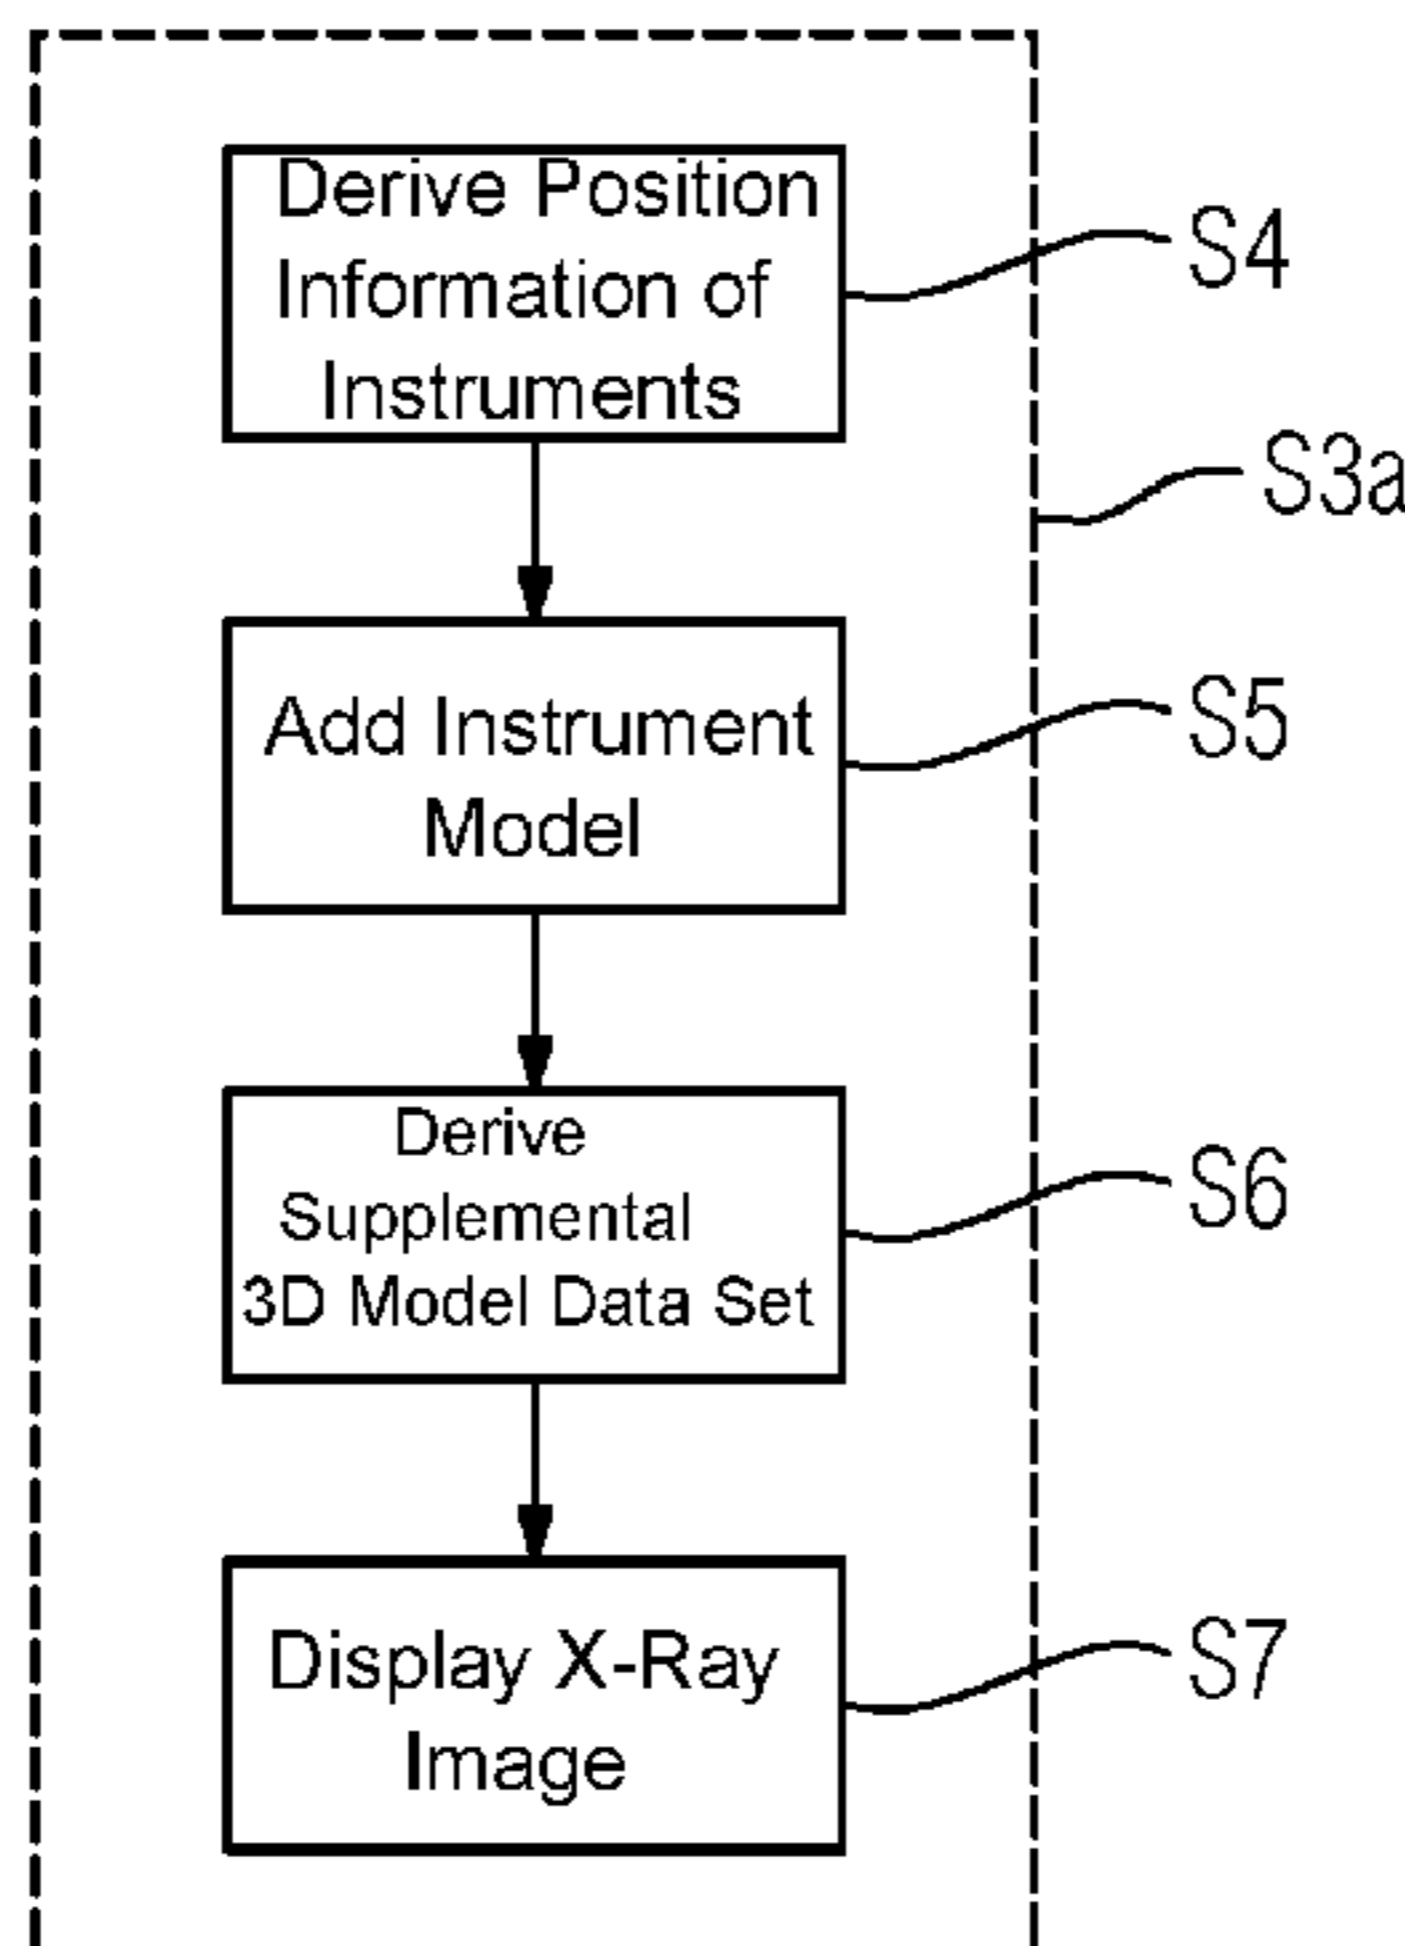 Derive Position
Information of
Instruments
S4
S3a
Add Instrument
Model
S5
Derive
Supplemental
3D Model Data Set
S6
Display X-Ray
Image
S7